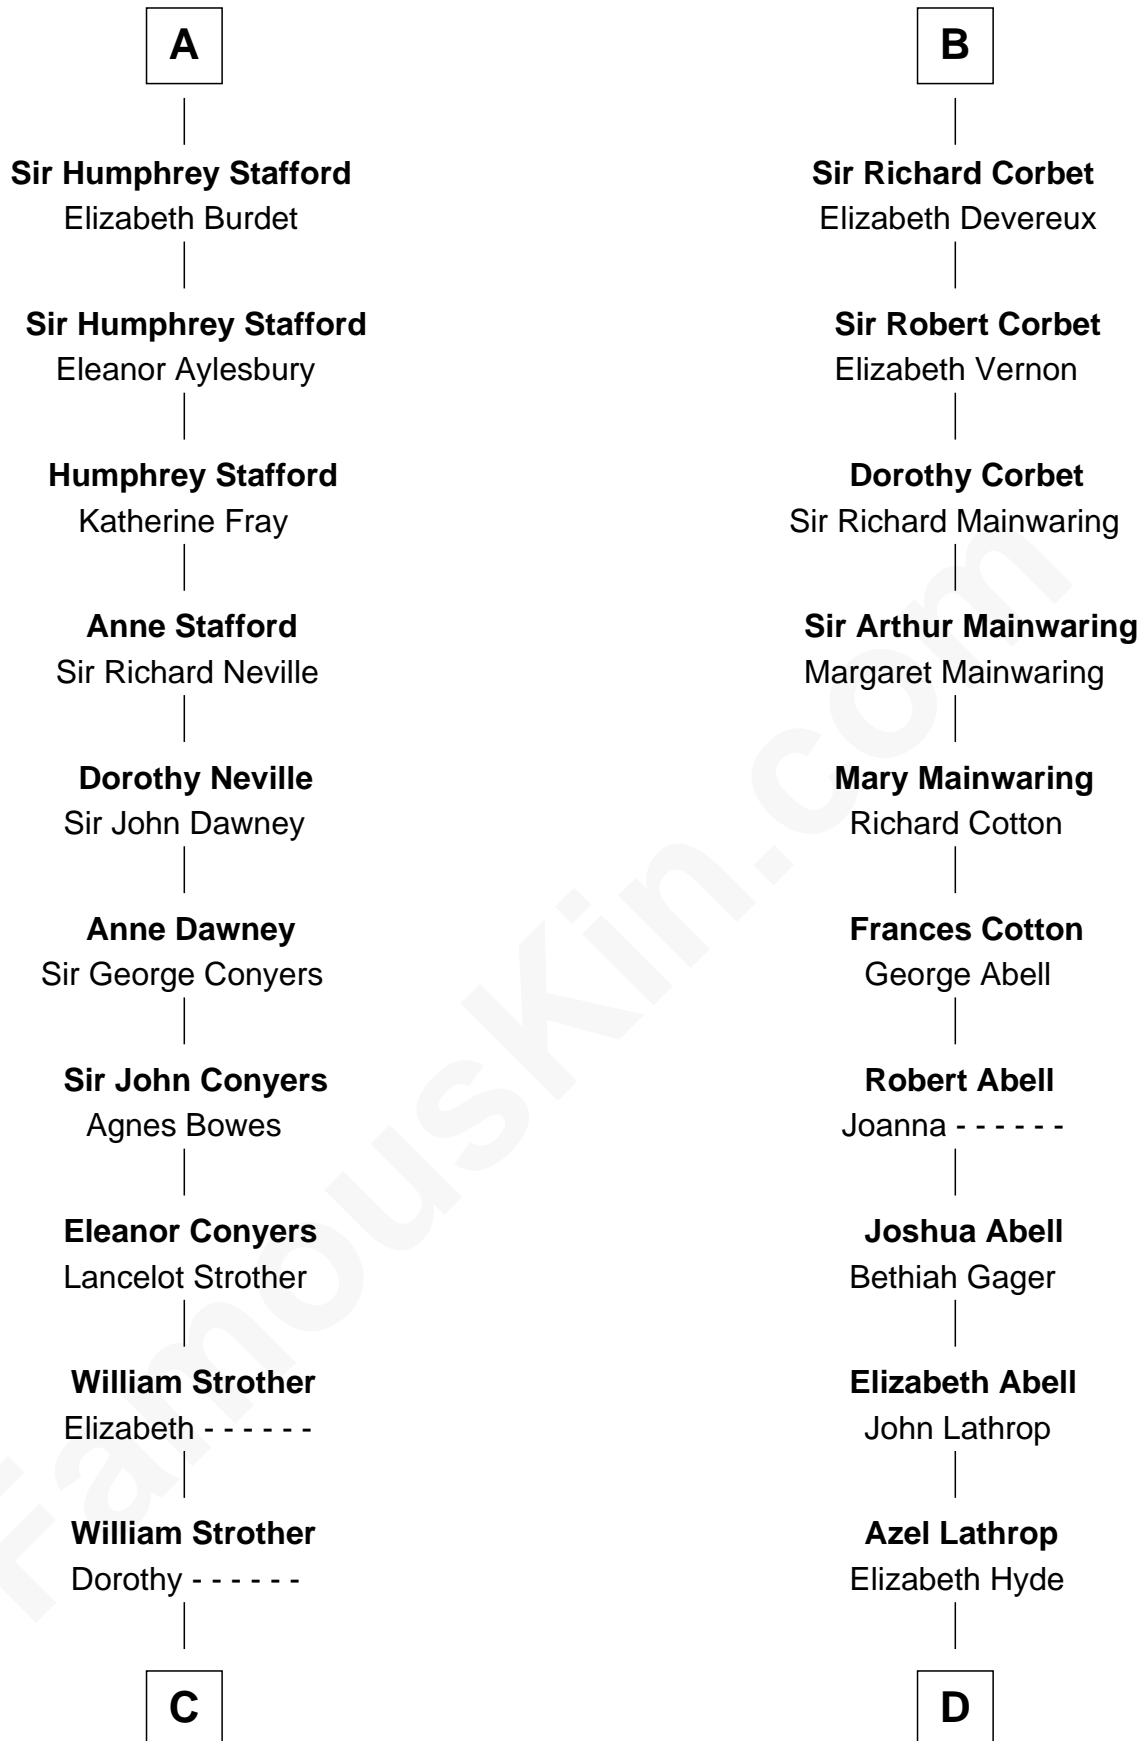 A
Sir Humphrey Stafford
Elizabeth Burdet
Sir Humphrey Stafford
Eleanor Aylesbury
Humphrey Stafford
Katherine Fray
Anne Stafford
Sir Richard Neville
Dorothy Neville
Sir John Dawney
Anne Dawney
Sir George Conyers
Sir John Conyers
Agnes Bowes
Eleanor Conyers
Lancelot Strother
William Strother
Elizabeth - - - - - -
William Strother
Dorothy - - - - - -
C
B
Sir Richard Corbet
Elizabeth Devereux
Sir Robert Corbet
Elizabeth Vernon
Dorothy Corbet
Sir Richard Mainwaring
Sir Arthur Mainwaring
Margaret Mainwaring
Mary Mainwaring
Richard Cotton
Frances Cotton
George Abell
Robert Abell
Joanna - - - - - -
Joshua Abell
Bethiah Gager
Elizabeth Abell
John Lathrop
Azel Lathrop
Elizabeth Hyde
D
FamousKin.com